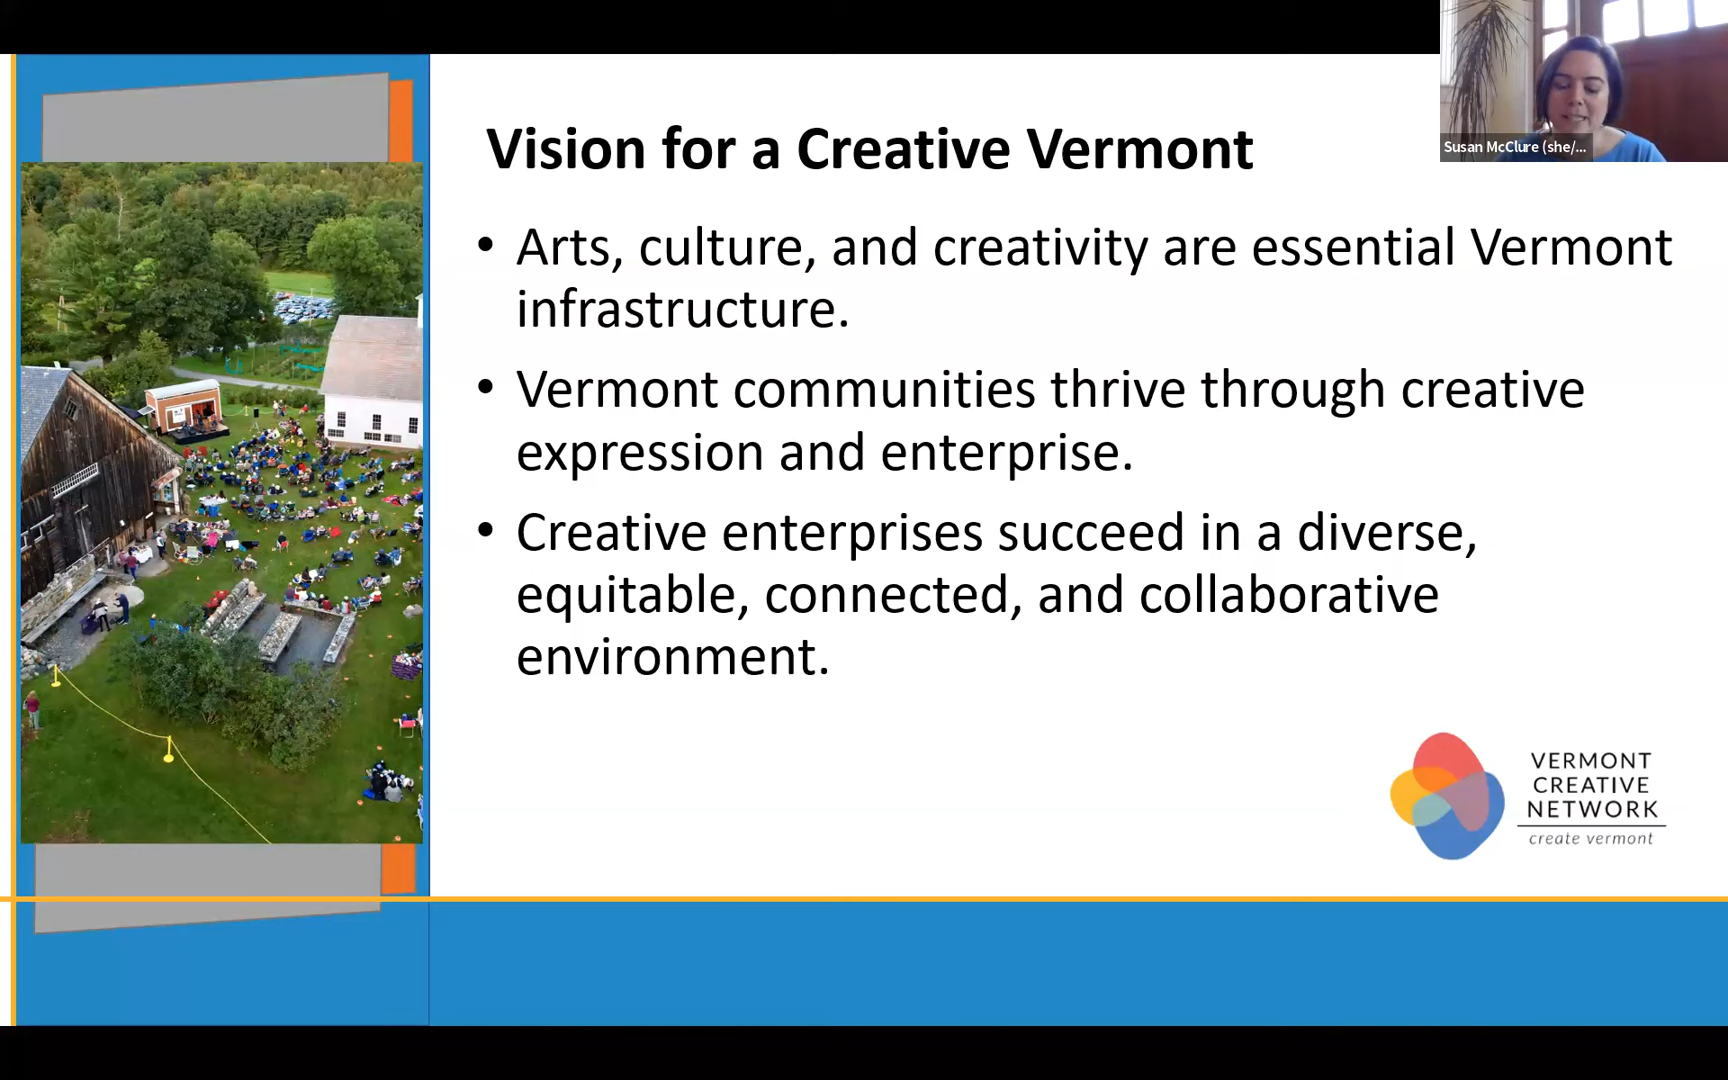 Susan McClure (she/...
Vision for a Creative Vermont
• Arts, culture, and creativity are essential Vermont
infrastructure.
• Vermont communities thrive through creative
expression and enterprise.
• Creative enterprises succeed in a diverse,
equitable, connected, and collaborative
environment.
VERMONT
CREATIVE
NETWORK
create vermont